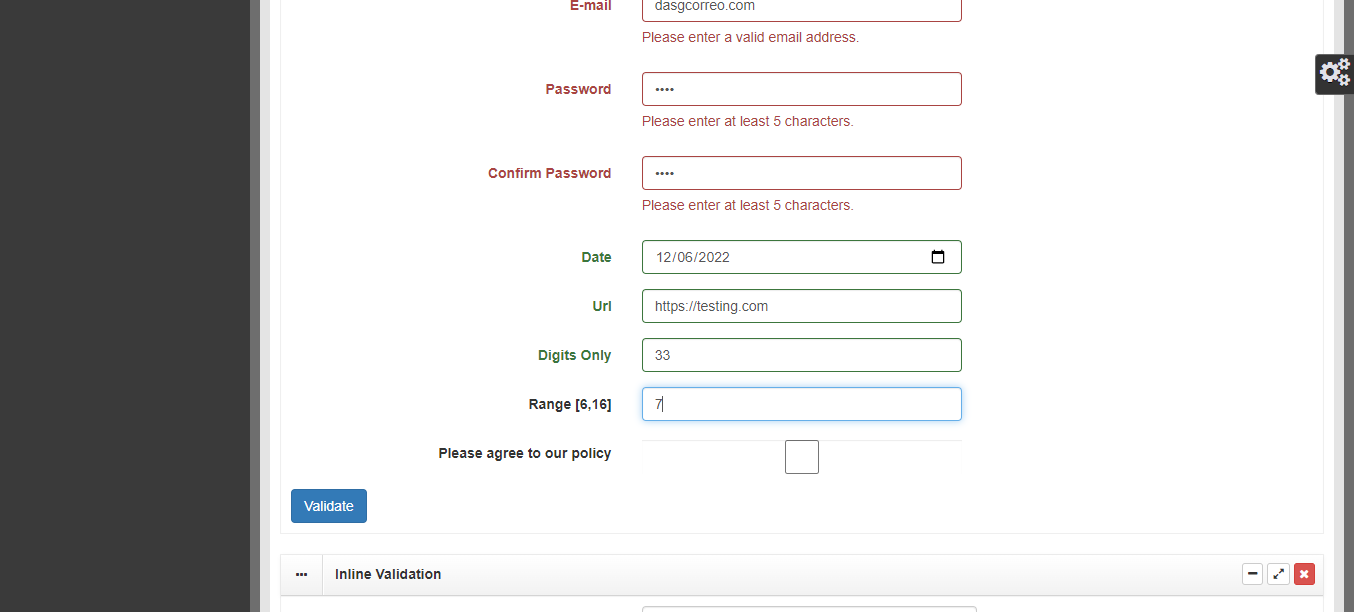 E-mail
dasgcorreo.com
Please enter a valid email address.
Password
••••
Please enter at least 5 characters.
Confirm Password
••••
Please enter at least 5 characters.
Date
12/06/2022
Url
https://testing.com
Digits Only
33
Range [6,16]
7
Please agree to our policy
Validate
Inline Validation